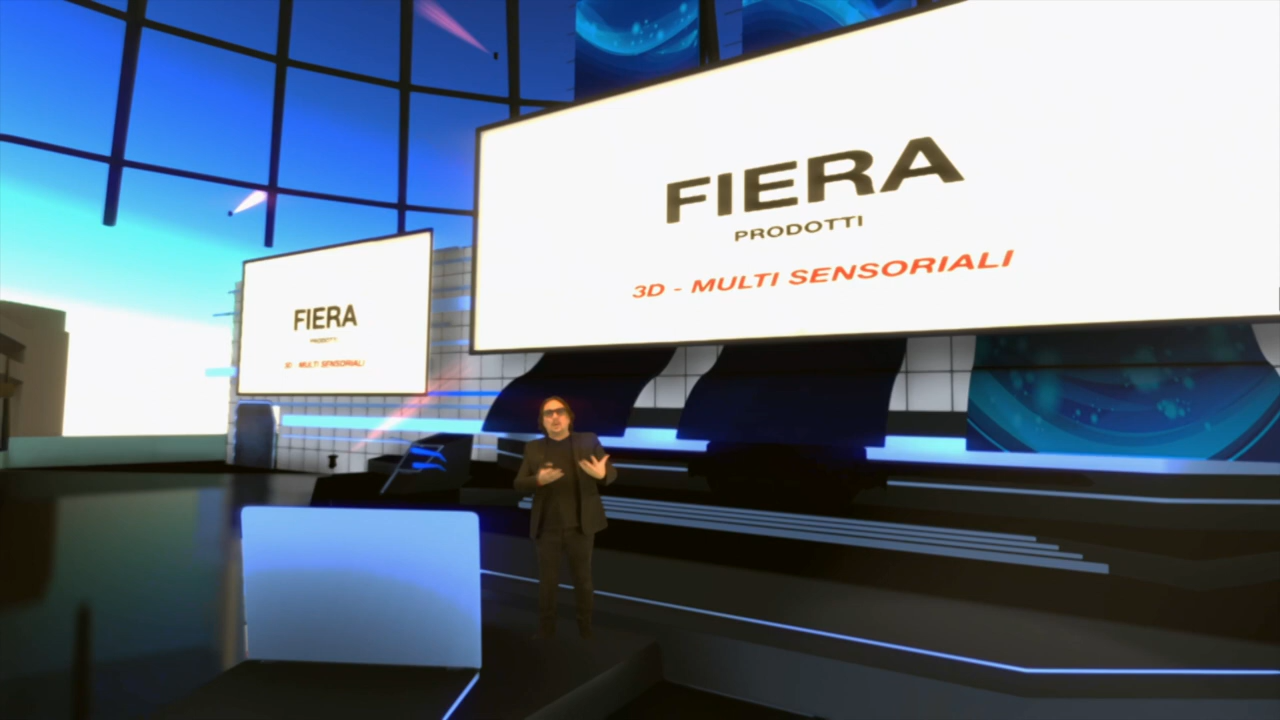 FIERA
PRODOTTI
3D - MULTI SENSORIALI
FIERA
PRODOTTI
3D - MULTI SENSORIALI